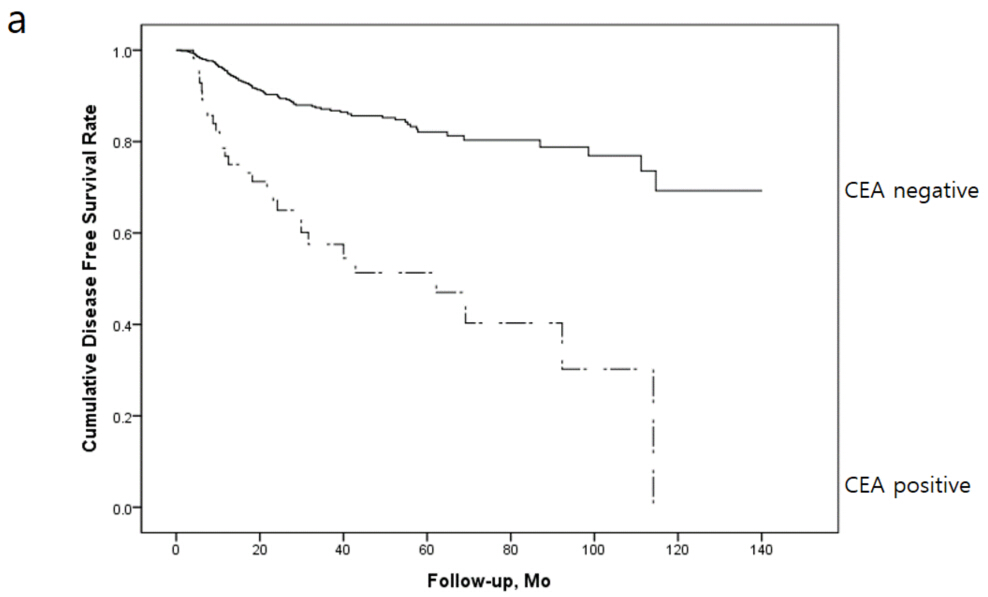 a
Cumulative Disease Free Survival Rate
1.0
0.8
0.6
0.4
0.2
0.0
CEA negative
CEA positive
0 20 40 60 80 100 120 140
Follow-up, Mo